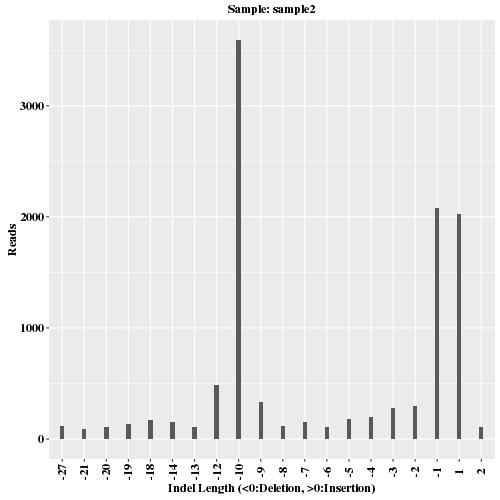 Sample: sample2
Reads
3000
2000
1000
0
-27 -21 -20 -19 -18 -14 -13 -12 -10 -9 -8 -7 -6 -5 -4 -3 -2 -1 1 2
Indel Length (<0:Deletion, >0:Insertion)